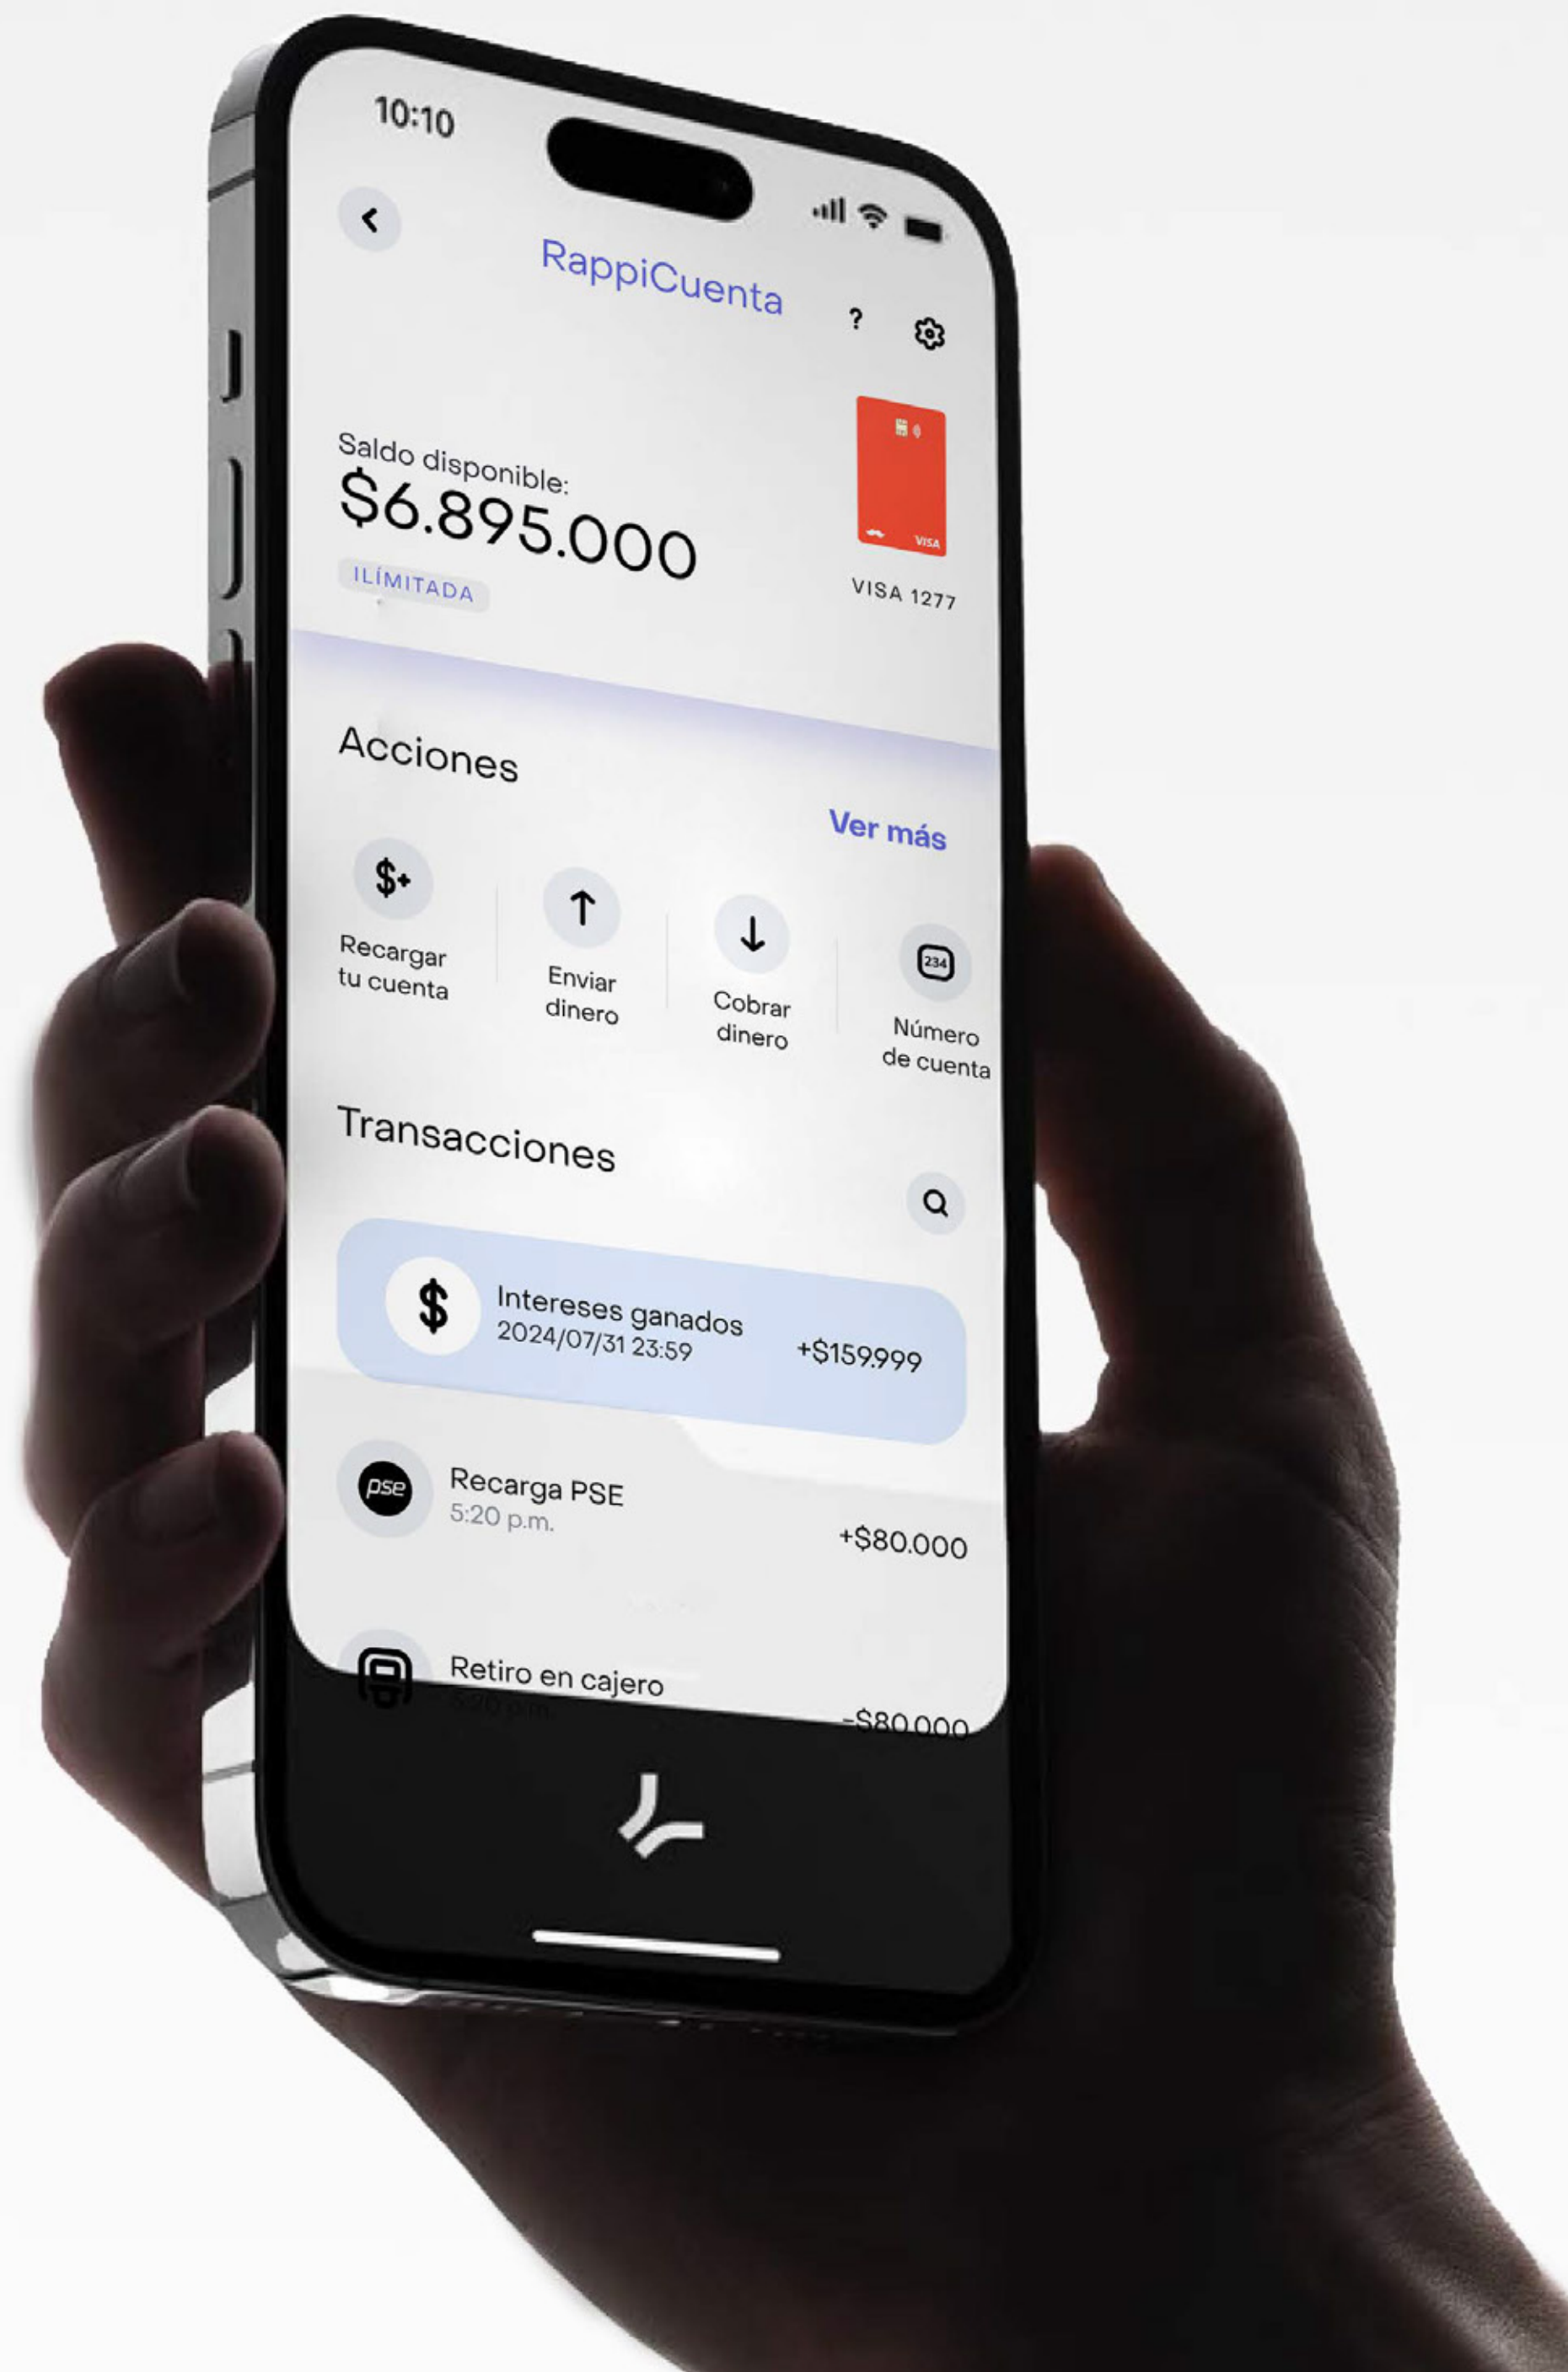 10:10
RappiCuenta
?
Saldo disponible:
$6.895.000
ILÍMITADA
VISA
VISA 1277
Acciones
Ver más
$+
Recargar
tu cuenta
Enviar
dinero
Cobrar
dinero
234
Número
de cuenta
Transacciones
$
Intereses ganados
2024/07/31 23:59
+$159.999
pse
Recarga PSE
5:20 p.m.
+$80.000
Retiro en cajero
5:20 p.m.
-$80.000